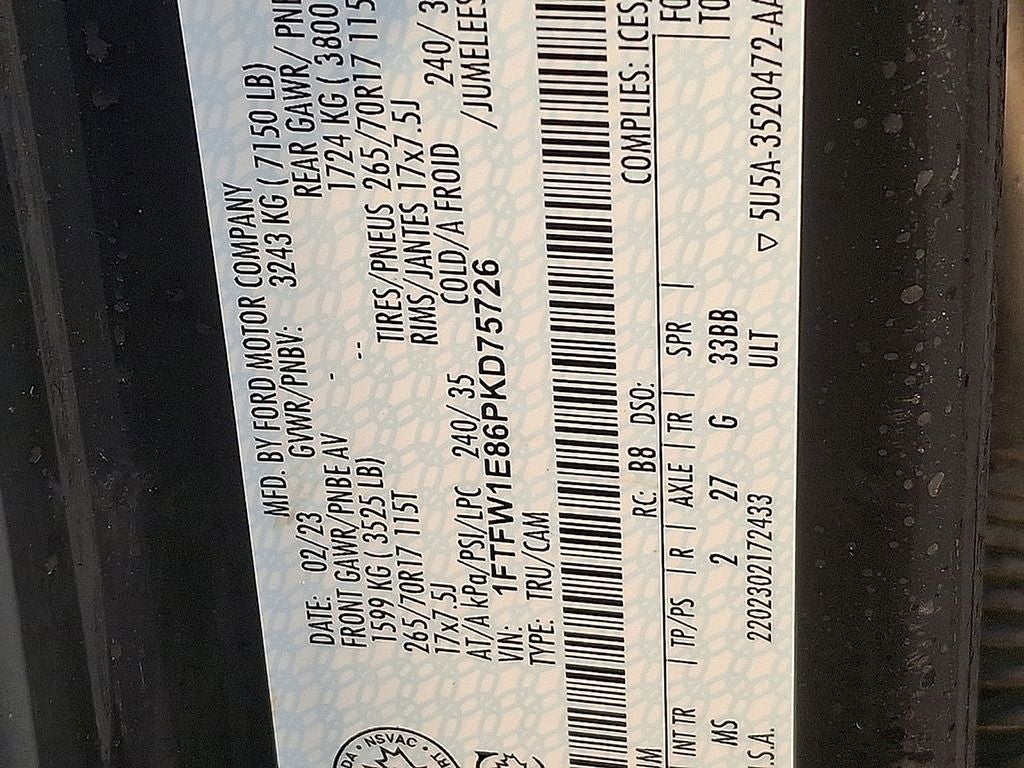 MFD. BY FORD MOTOR COMPANY
DATE: 02/23 GVWR/PNBV: 3243 KG ( 7150 LB)
FRONT GAWR/PNBE AV - -- REAR GAWR/
1599 KG ( 3525 LB) 1724 KG ( 3800
265/70R17 115T TIRES/PNEUS 265/70R17 115
17x7.5J RIMS/JANTES 17x7.5J
AT/A kPa/PSI/LPC 240/ 35 COLD/A FROID 240/ 3
VIN: 1FTFW1E86PKD75726 /JUMELEES
TYPE: TRU/CAM
NSVAC
RC: B8 DSO: COMPLIES: ICES
INT TR | TP/PS | R | AXLE | TR | SPR |
MS 2 27 G 33BB
.S.A. 2202302172433 ULT ▽ 5U5A-3520472-AA